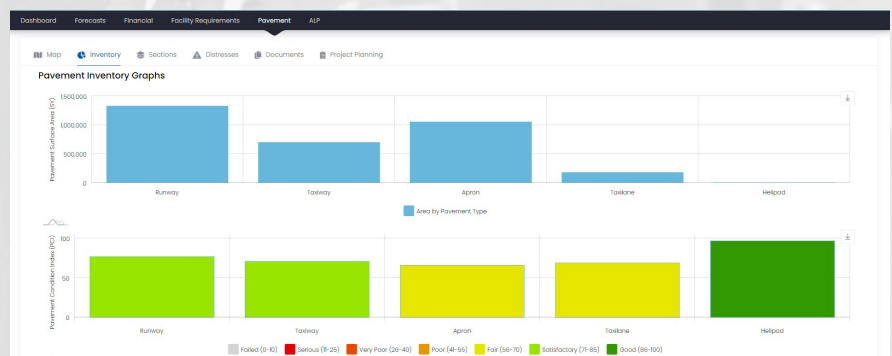 Dashboard Forecasts Financial Facility Requirements Pavement ALP
Map Inventory Sections Distresses Documents Project Planning
Pavement Inventory Graphs
Pavement Surface Area (SY)
1,500,000
1,000,000
500,000
0
Runway Taxiway Apron Taxilane Helipad
Area by Pavement Type
Pavement Condition Index (PCI)
100
50
0
Runway Taxiway Apron Taxilane Helipad
Failed (0-10) Serious (11-25) Very Poor (26-40) Poor (41-55) Fair (56-70) Satisfactory (71-85) Good (86-100)